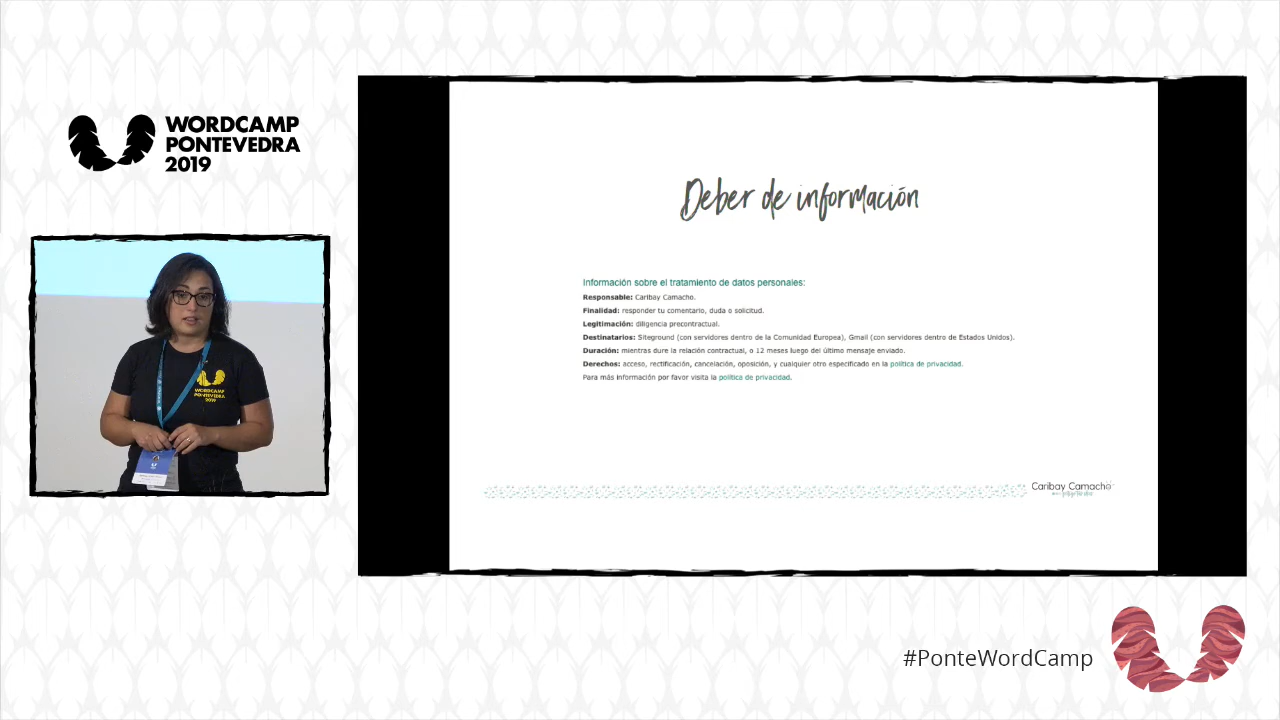 WORDCAMP
PONTEVEDRA
2019
WORDCAMP
PONTEVEDRA
2019
Deber de información
Información sobre el tratamiento de datos personales:
Responsable: Caribay Camacho.
Finalidad: responder tu comentario, duda o solicitud.
Legitimación: diligencia precontractual.
Destinatarios: Siteground (con servidores dentro de la Comunidad Europea), Gmail (con servidores dentro de Estados Unidos).
Duración: mientras dure la relación contractual, o 12 meses luego del último mensaje enviado.
Derechos: acceso, rectificación, cancelación, oposición, y cualquier otro especificado en la política de privacidad.
Para más información por favor visita la política de privacidad.
Caribay Camacho
#PonteWordCamp